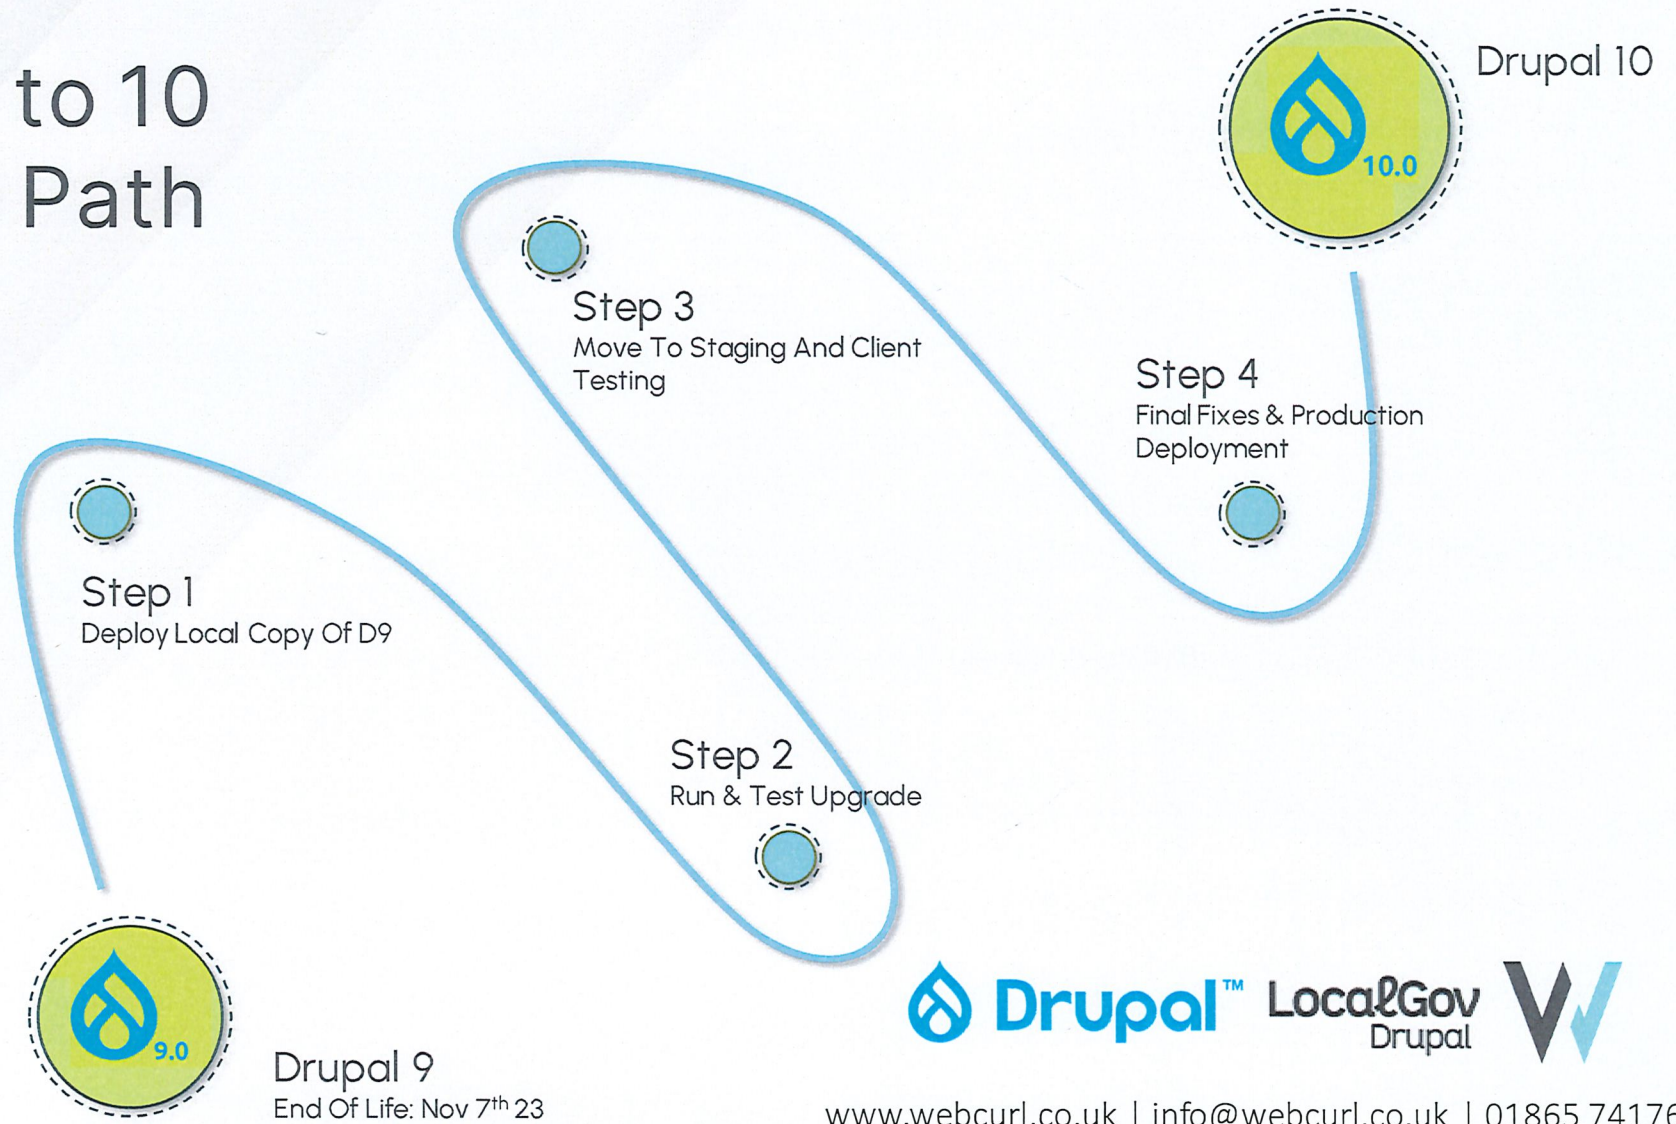 to 10
Path
Drupal 10
10.0
Step 3
Move To Staging And Client
Testing
Step 4
Final Fixes & Production
Deployment
Step 1
Deploy Local Copy Of D9
Step 2
Run & Test Upgrade
9.0
Drupal 9
End Of Life: Nov 7th 23
Drupal™
LocalGov
Drupal
www.webcurl.co.uk | info@webcurl.co.uk | 01865 74176